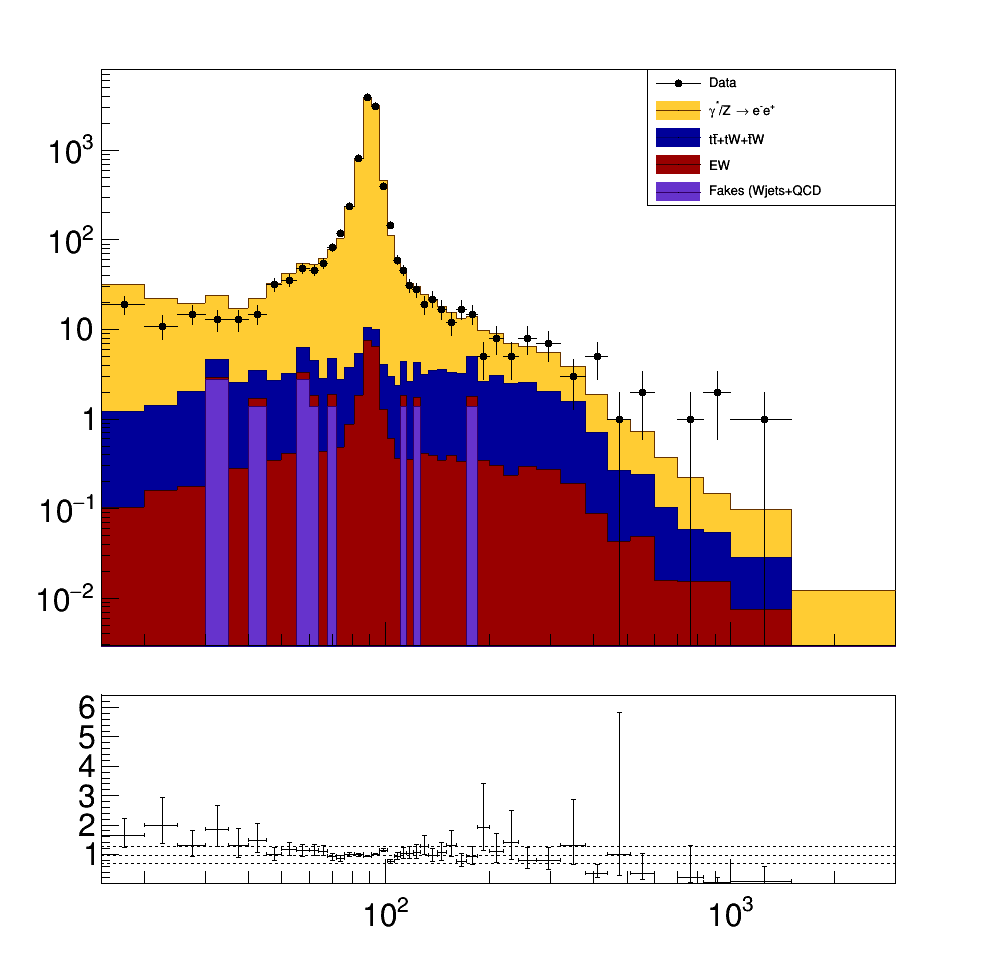 Data
γ*/Z → e⁻e⁺
tt̄+tW+t̄W
EW
Fakes (Wjets+QCD
10³
10²
10
1
10⁻¹
10⁻²
6
5
4
3
2
1
10² 10³